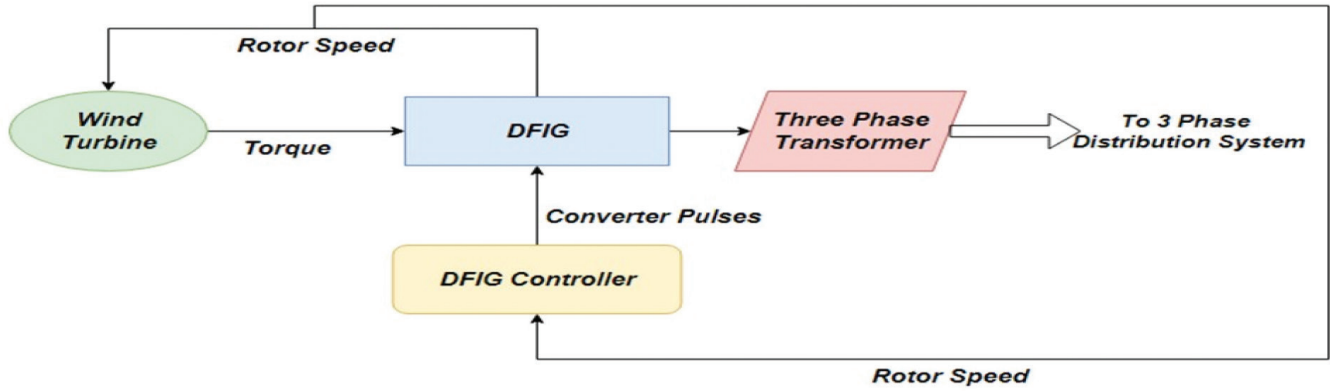 Rotor Speed
Wind
Turbine
Torque
DFIG
Three Phase
Transformer
To 3 Phase
Distribution System
Converter Pulses
DFIG Controller
Rotor Speed